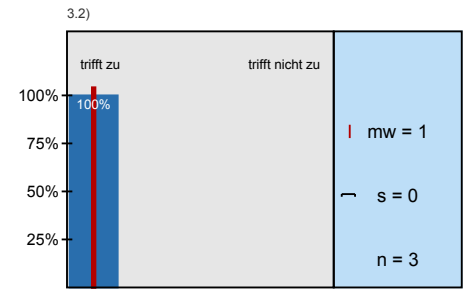 3.2)
trifft zu
trifft nicht zu
100%
100%
75%
50%
25%
mw = 1
s = 0
n = 3